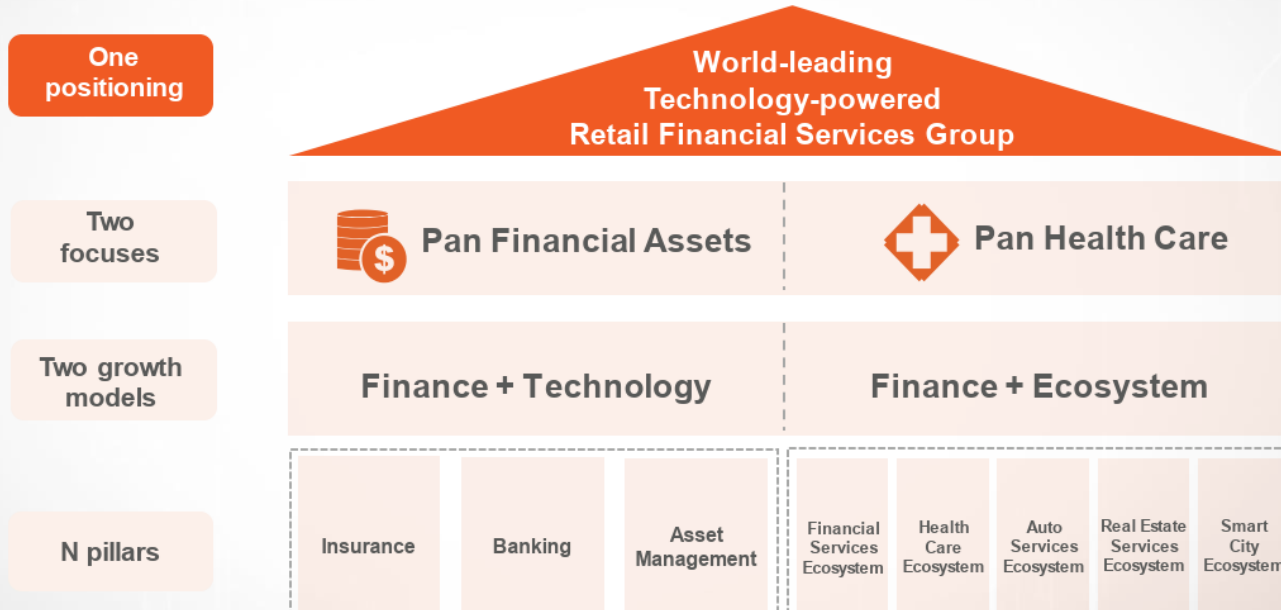 One
positioning
World-leading
Technology-powered
Retail Financial Services Group
Two
focuses
$
Pan Financial Assets
Pan Health Care
Two growth
models
Finance + Technology
Finance + Ecosystem
N pillars
Insurance
Banking
Asset
Management
Financial
Services
Ecosystem
Health
Care
Ecosystem
Auto
Services
Ecosystem
Real Estate
Services
Ecosystem
Smart
City
Ecosystem